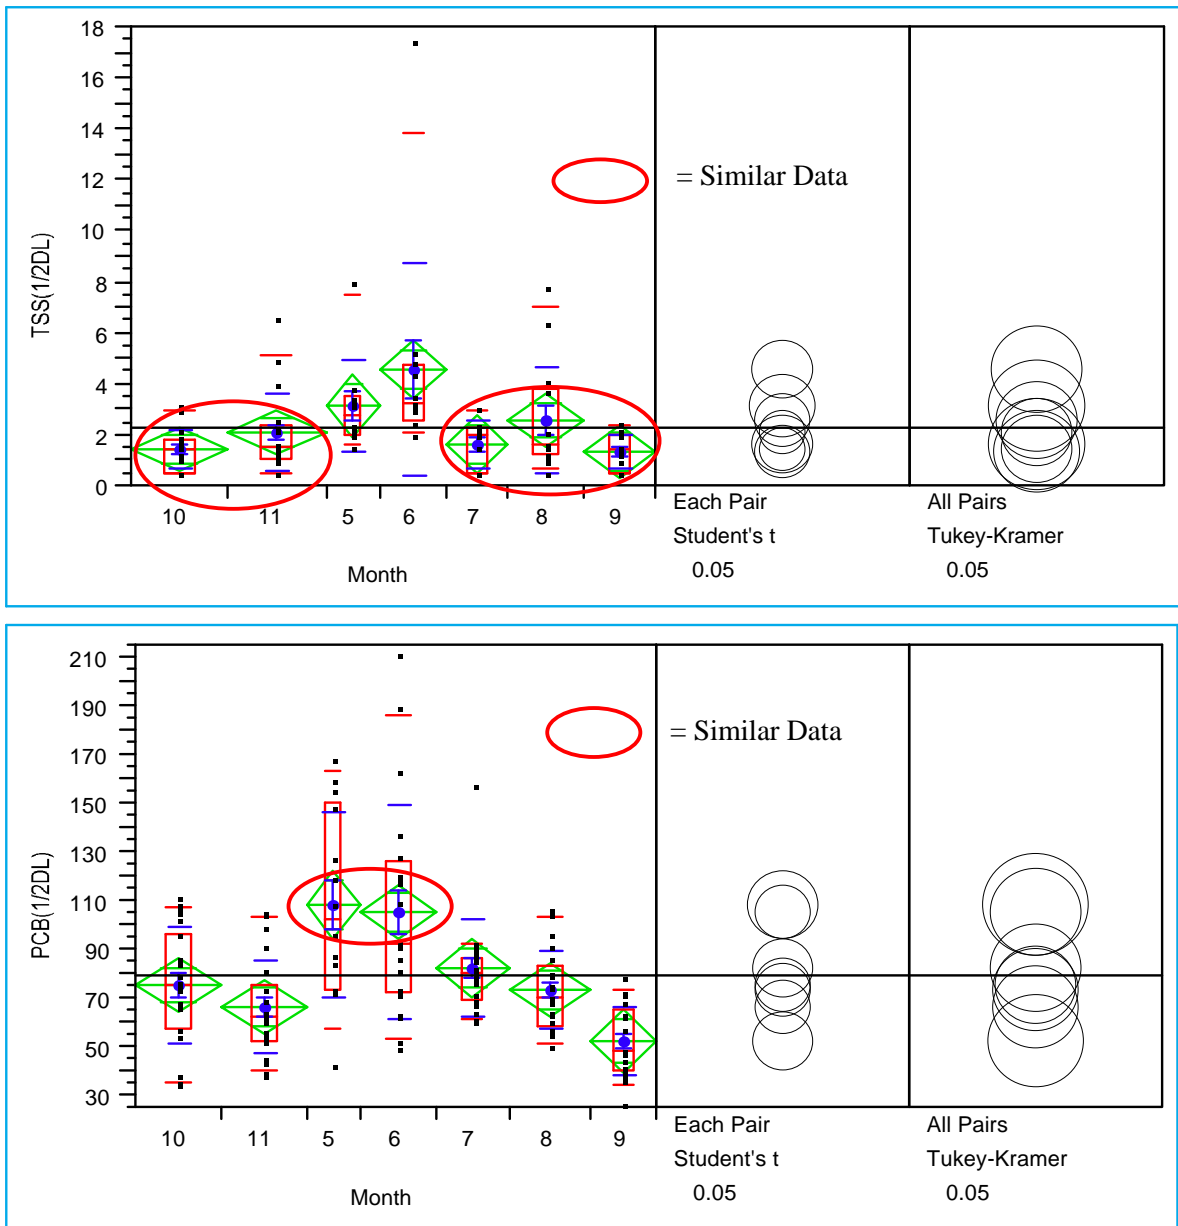 18
16
14
12
10
8
6
4
2
0
TSS(1/2DL)
= Similar Data
10 11 5 6 7 8 9
Month
Each Pair
Student's t
0.05
All Pairs
Tukey-Kramer
0.05
210
190
170
150
130
110
90
70
50
30
PCB(1/2DL)
= Similar Data
10 11 5 6 7 8 9
Month
Each Pair
Student's t
0.05
All Pairs
Tukey-Kramer
0.05